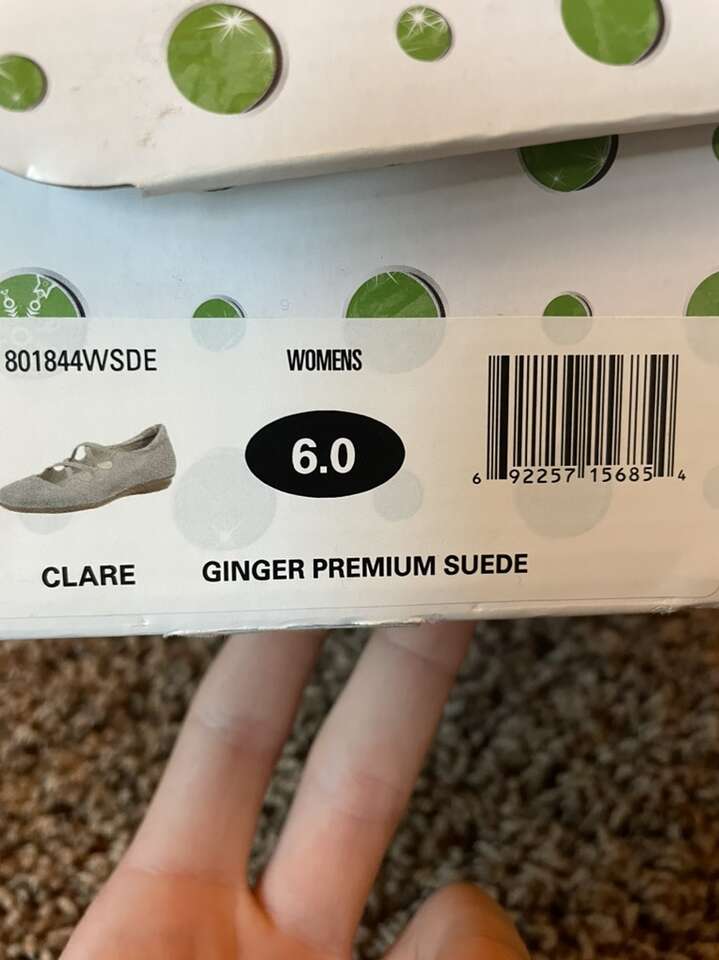 801844WSDE
WOMENS
6.0
6 92257 15685 4
CLARE
GINGER PREMIUM SUEDE